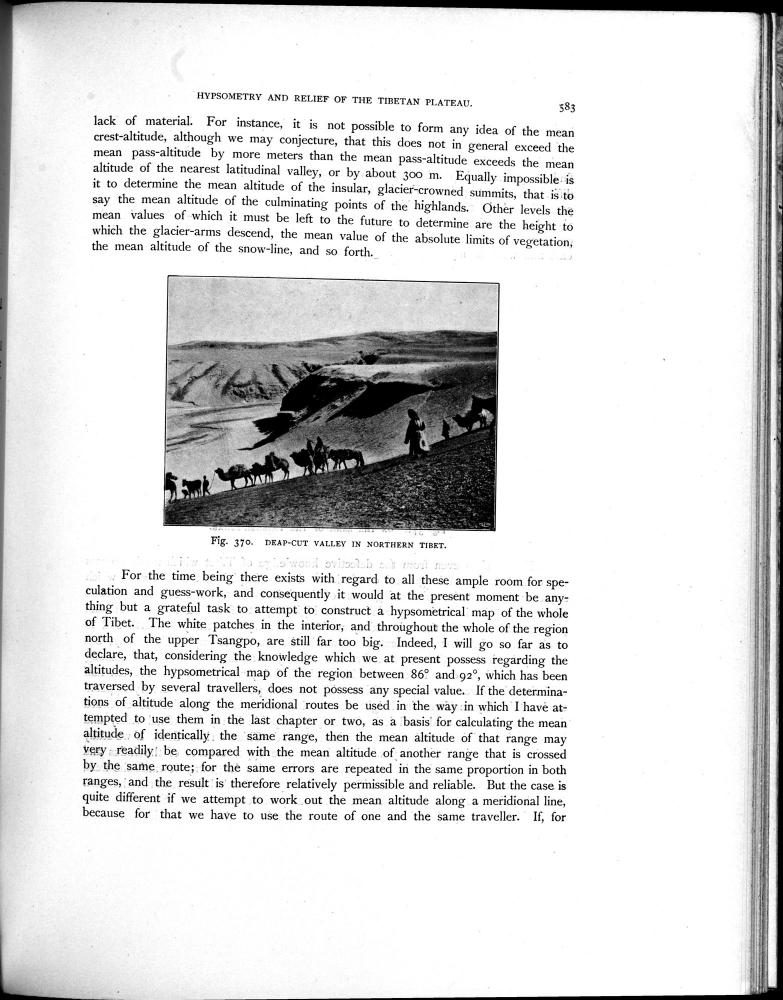 HYPSOMETRY AND RELIEF OF THE TIBETAN PLATEAU. 583
lack of material. For instance, it is not possible to form any idea of the mean
crest-altitude, although we may conjecture, that this does not in general exceed the
mean pass-altitude by more meters than the mean pass-altitude exceeds the mean
altitude of the nearest latitudinal valley, or by about 300 m. Equally impossible is
it to determine the mean altitude of the insular, glacier-crowned summits, that is to
say the mean altitude of the culminating points of the highlands. Other levels the
mean values of which it must be left to the future to determine are the height to
which the glacier-arms descend, the mean value of the absolute limits of vegetation,
the mean altitude of the snow-line, and so forth.
Fig. 370. DEAP-CUT VALLEY IN NORTHERN TIBET.
For the time being there exists with regard to all these ample room for spe-
culation and guess-work, and consequently it would at the present moment be any-
thing but a grateful task to attempt to construct a hypsometrical map of the whole
of Tibet. The white patches in the interior, and throughout the whole of the region
north of the upper Tsangpo, are still far too big. Indeed, I will go so far as to
declare, that, considering the knowledge which we at present possess regarding the
altitudes, the hypsometrical map of the region between 86° and 92°, which has been
traversed by several travellers, does not possess any special value. If the determina-
tions of altitude along the meridional routes be used in the way in which I have at-
tempted to use them in the last chapter or two, as a basis for calculating the mean
altitude of identically the same range, then the mean altitude of that range may
very readily be compared with the mean altitude of another range that is crossed
by the same route; for the same errors are repeated in the same proportion in both
ranges, and the result is therefore relatively permissible and reliable. But the case is
quite different if we attempt to work out the mean altitude along a meridional line,
because for that we have to use the route of one and the same traveller. If, for